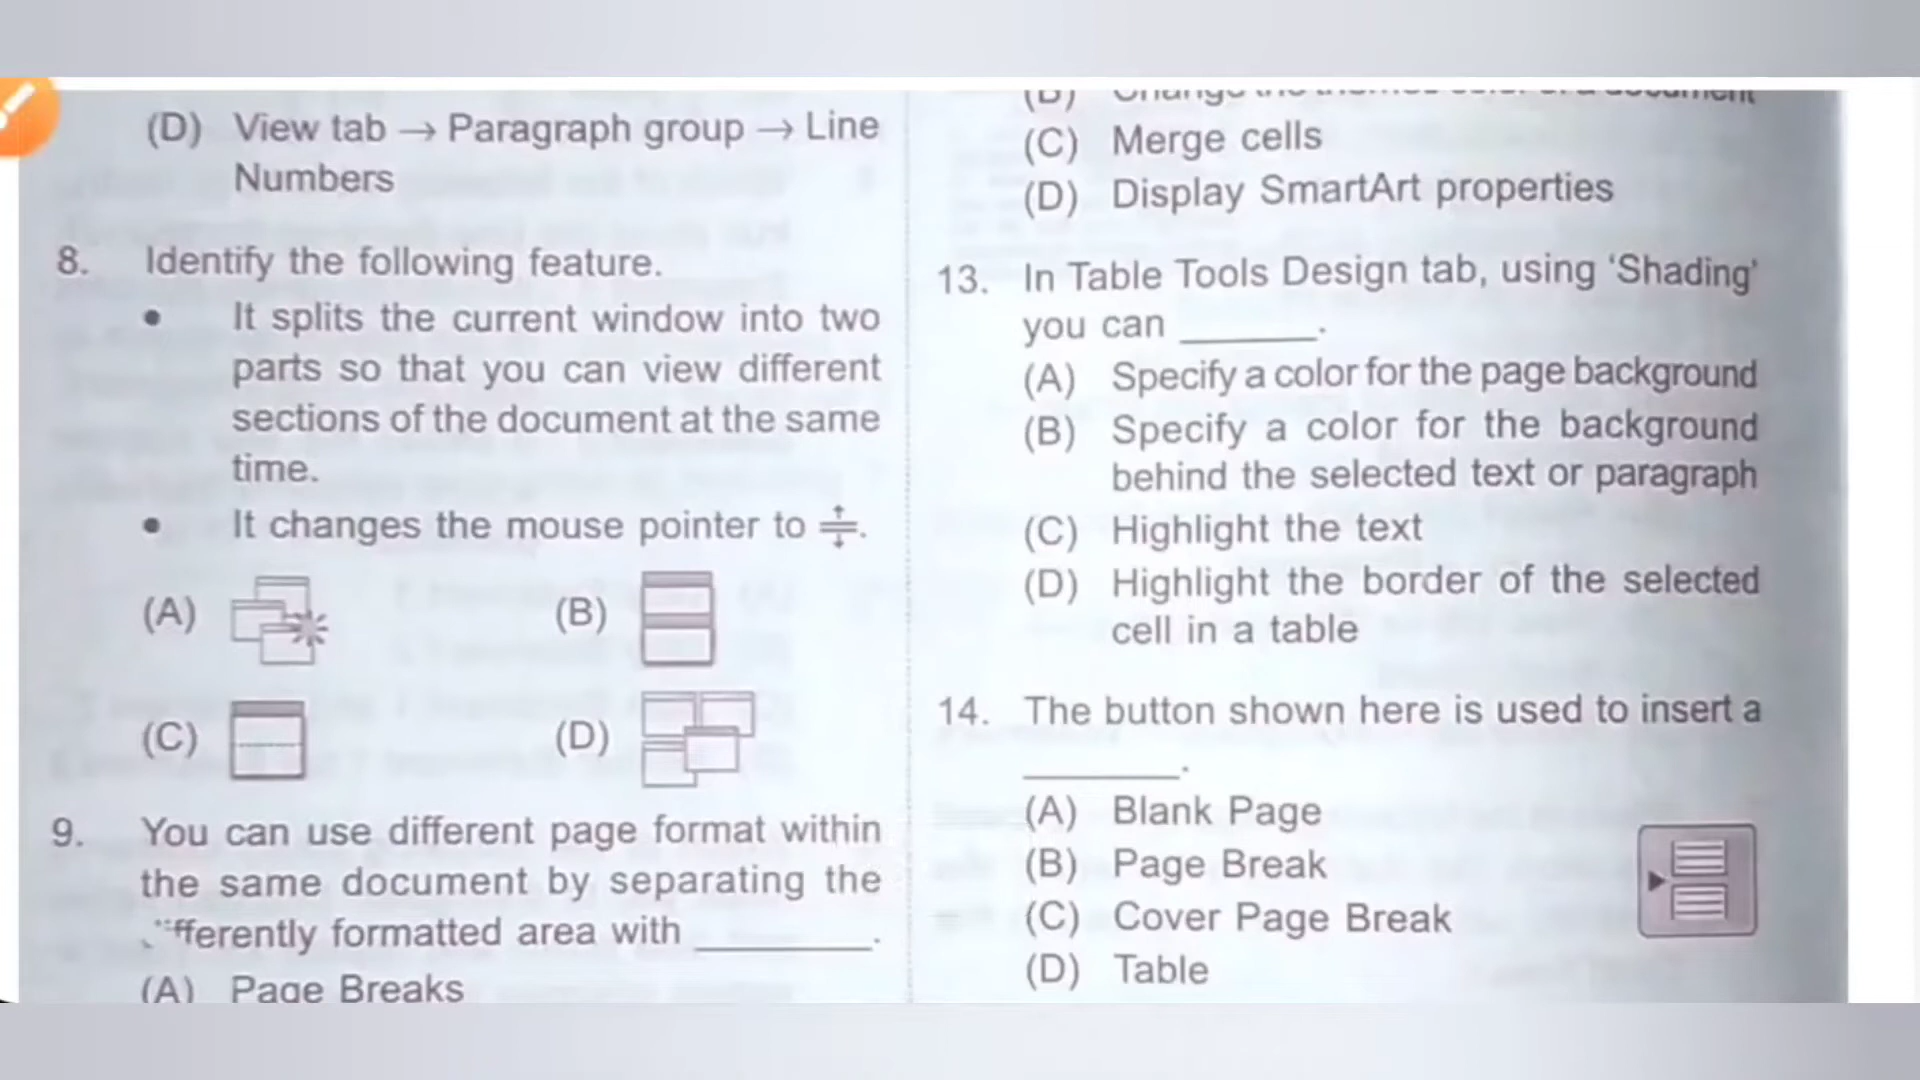 (D) View tab → Paragraph group → Line
Numbers
8. Identify the following feature.
• It splits the current window into two
parts so that you can view different
sections of the document at the same
time.
• It changes the mouse pointer to ÷.
(A)
(B)
(C)
(D)
9. You can use different page format within
the same document by separating the
fferently formatted area with ______.
(A) Page Breaks
(C) Merge cells
(D) Display SmartArt properties
13. In Table Tools Design tab, using ‘Shading’
you can ______.
(A) Specify a color for the page background
(B) Specify a color for the background
behind the selected text or paragraph
(C) Highlight the text
(D) Highlight the border of the selected
cell in a table
14. The button shown here is used to insert a
______.
(A) Blank Page
(B) Page Break
(C) Cover Page Break
(D) Table